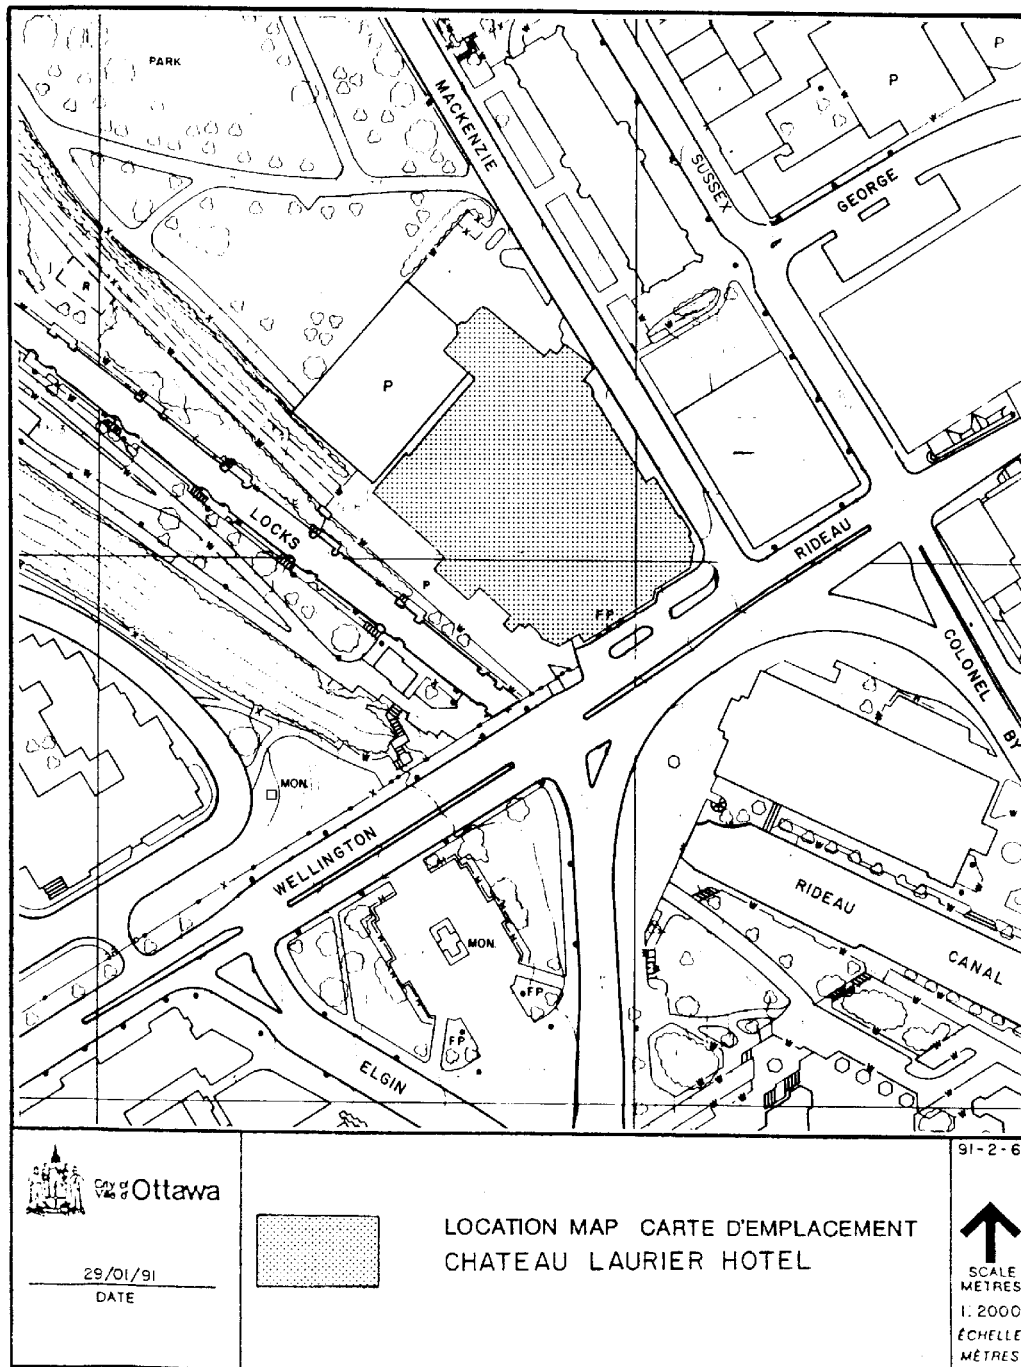 PARK
MACKENZIE
P
P
SUSSEX
GEORGE
R
P
LOCKS
RIDEAU
P
FP
COLONEL BY
MON.
WELLINGTON
RIDEAU
CANAL
MON.
FP
FP
ELGIN
City of
Ville d'
Ottawa
29/01/91
DATE
LOCATION MAP CARTE D'EMPLACEMENT
CHATEAU LAURIER HOTEL
91-2-6
SCALE
METRES
1:2000
ÉCHELLE
MÈTRES